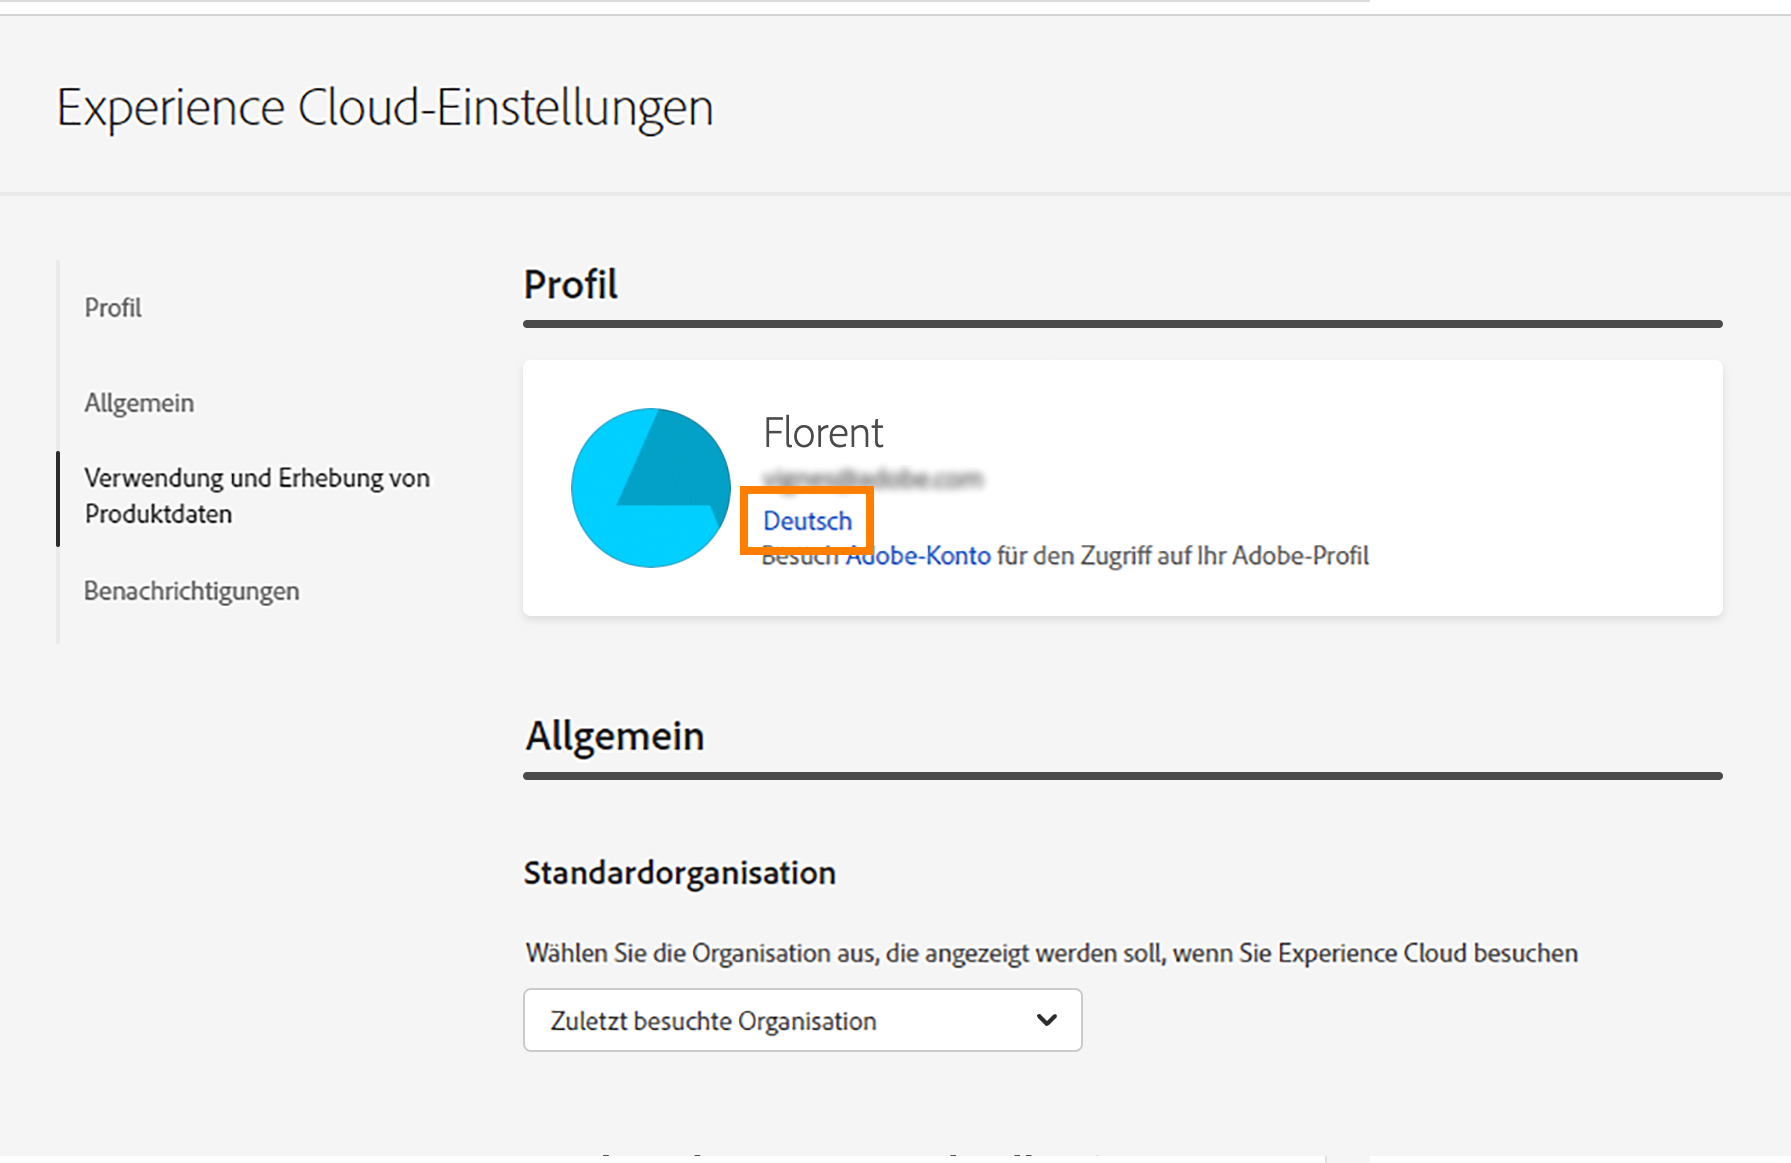 Experience Cloud-Einstellungen
Profil
Allgemein
Verwendung und Erhebung von
Produktdaten
Benachrichtigungen
Profil
Florent
Deutsch
Besuch Adobe-Konto für den Zugriff auf Ihr Adobe-Profil
Allgemein
Standardorganisation
Wählen Sie die Organisation aus, die angezeigt werden soll, wenn Sie Experience Cloud besuchen
Zuletzt besuchte Organisation